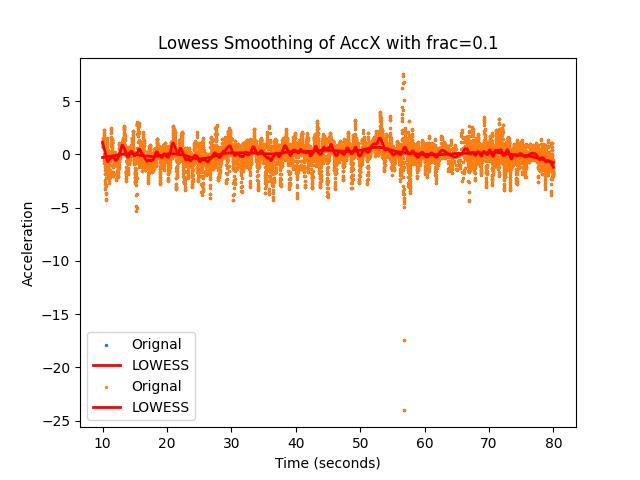 Lowess Smoothing of AccX with frac=0.1
Acceleration
5
0
−5
−10
−15
−20
−25
Orignal
LOWESS
Orignal
LOWESS
10 20 30 40 50 60 70 80
Time (seconds)